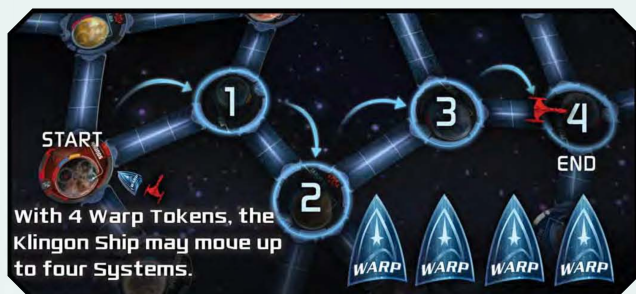 START
1
2
3
4
END
With 4 Warp Tokens, the
Klingon Ship may move up
to four Systems.
WARP
WARP
WARP
WARP